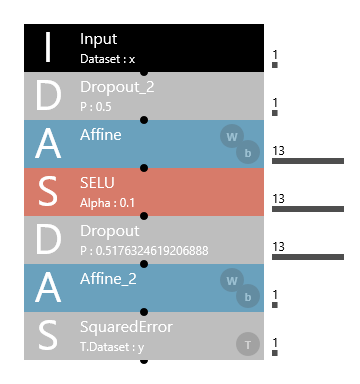 I Input 1
Dataset : x
D Dropout_2 1
P : 0.5
A Affine W b 13
S SELU 13
Alpha : 0.1
D Dropout 13
P : 0.5176324619206888
A Affine_2 W b 1
S SquaredError 1
T.Dataset : y T